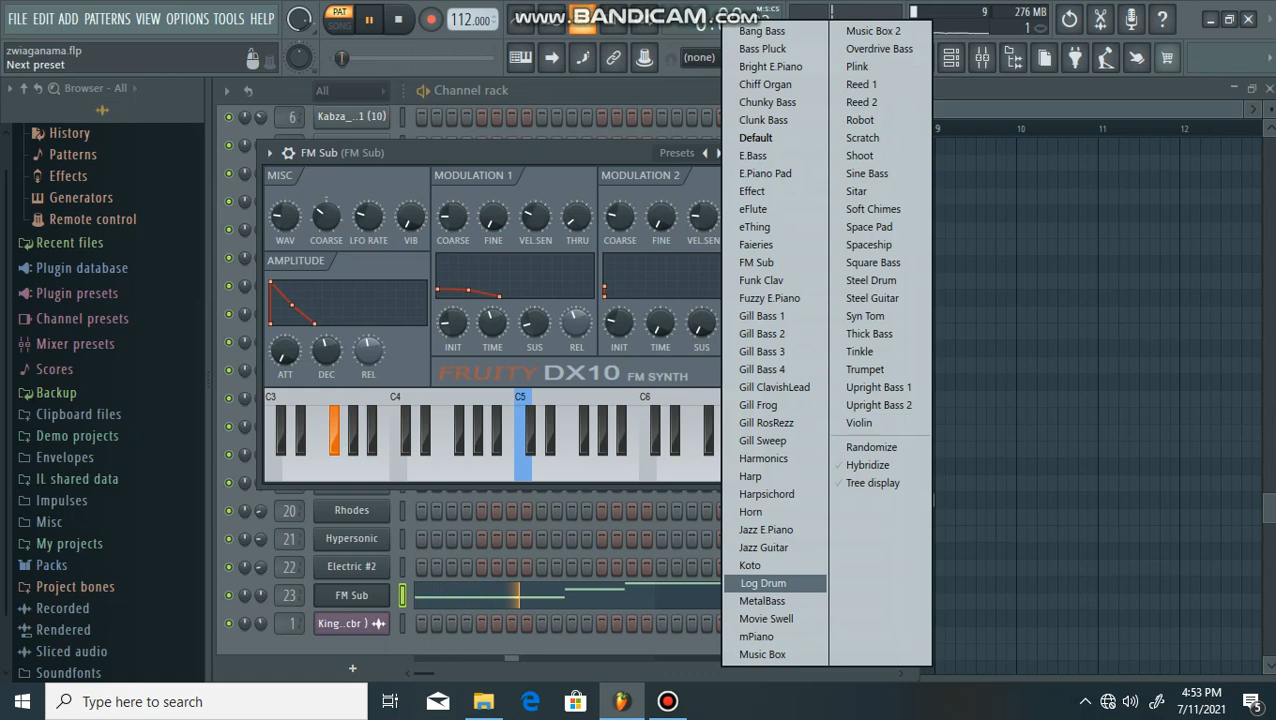 FILE EDIT ADD PATTERNS VIEW OPTIONS TOOLS HELP
PAT
SONG
112.000
www.BANDICAM.com
9
276 MB
1
zwiagamama.flp
Next preset
(none)
Browser - All
All
Channel rack
History
Patterns
Effects
Generators
Remote control
Recent files
Plugin database
Plugin presets
Channel presets
Mixer presets
Scores
Backup
Clipboard files
Demo projects
Envelopes
IL shared data
Impulses
Misc
My projects
Packs
Project bones
Recorded
Rendered
Sliced audio
Soundfonts
6 Kabza_..1 (10)
FM Sub (FM Sub)
Presets
MISC
MODULATION 1
MODULATION 2
WAV COARSE LFO RATE VIB
COARSE FINE VEL.SEN THRU
COARSE FINE VEL.SEN
AMPLITUDE
ATT DEC REL
INIT TIME SUS REL
INIT TIME SUS
FRUITY DX10 FM SYNTH
C3 C4 C5 C6
20 Rhodes
21 Hypersonic
22 Electric #2
23 FM Sub
1 King..cbr )
Bang Bass
Bass Pluck
Bright E.Piano
Chiff Organ
Chunky Bass
Clunk Bass
Default
E.Bass
E.Piano Pad
Effect
eFlute
eThing
Faieries
FM Sub
Funk Clav
Fuzzy E.Piano
Gill Bass 1
Gill Bass 2
Gill Bass 3
Gill Bass 4
Gill ClavishLead
Gill Frog
Gill RosRezz
Gill Sweep
Harmonics
Harp
Harpsichord
Horn
Jazz E.Piano
Jazz Guitar
Koto
Log Drum
MetalBass
Movie Swell
mPiano
Music Box
Music Box 2
Overdrive Bass
Plink
Reed 1
Reed 2
Robot
Scratch
Shoot
Sine Bass
Sitar
Soft Chimes
Space Pad
Spaceship
Square Bass
Steel Drum
Steel Guitar
Syn Tom
Thick Bass
Tinkle
Trumpet
Upright Bass 1
Upright Bass 2
Violin
Randomize
Hybridize
Tree display
9 10 11 12
Type here to search
4:53 PM
7/11/2021
5